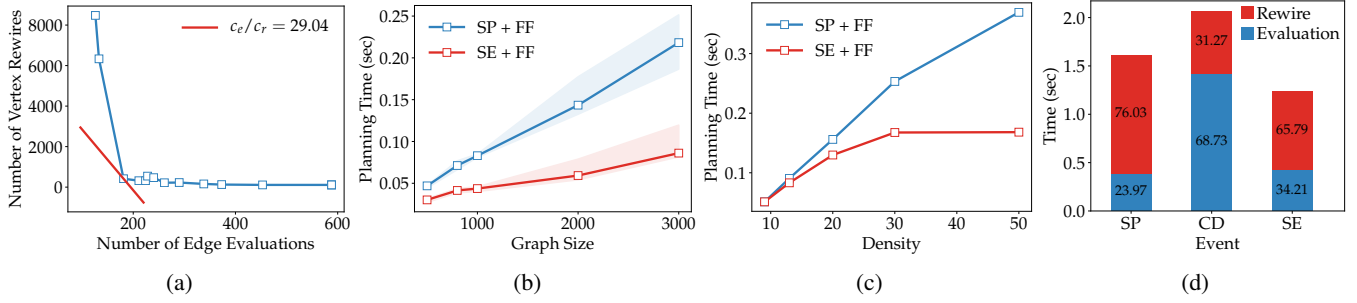 Number of Vertex Rewires
8000
6000
4000
2000
0
200
400
600
Number of Edge Evaluations
c_e/c_r = 29.04
(a)
Planning Time (sec)
0.25
0.20
0.15
0.10
0.05
1000
2000
3000
Graph Size
SP + FF
SE + FF
(b)
Planning Time (sec)
0.3
0.2
0.1
10
20
30
40
50
Density
SP + FF
SE + FF
(c)
Time (sec)
2.0
1.5
1.0
0.5
0.0
Rewire
Evaluation
76.03
23.97
31.27
68.73
65.79
34.21
SP
CD
SE
Event
(d)